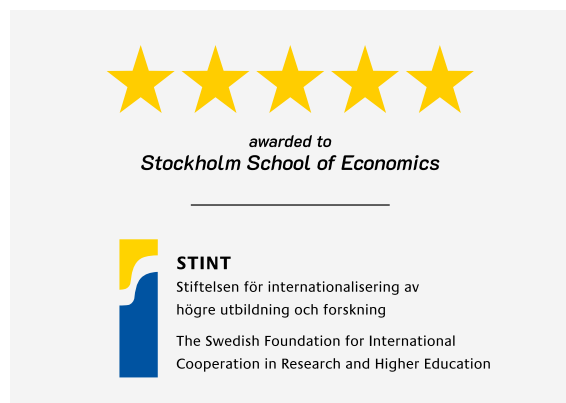 awarded to
Stockholm School of Economics
STINT
Stiftelsen för internationalisering av
högre utbildning och forskning
The Swedish Foundation for International
Cooperation in Research and Higher Education